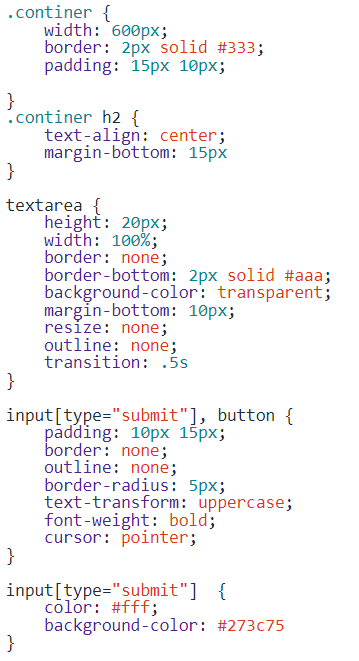 .continer {
    width: 600px;
    border: 2px solid #333;
    padding: 15px 10px;

}
.continer h2 {
    text-align: center;
    margin-bottom: 15px
}

textarea {
    height: 20px;
    width: 100%;
    border: none;
    border-bottom: 2px solid #aaa;
    background-color: transparent;
    margin-bottom: 10px;
    resize: none;
    outline: none;
    transition: .5s
}

input[type="submit"], button {
    padding: 10px 15px;
    border: none;
    outline: none;
    border-radius: 5px;
    text-transform: uppercase;
    font-weight: bold;
    cursor: pointer;
}

input[type="submit"]  {
    color: #fff;
    background-color: #273c75
}